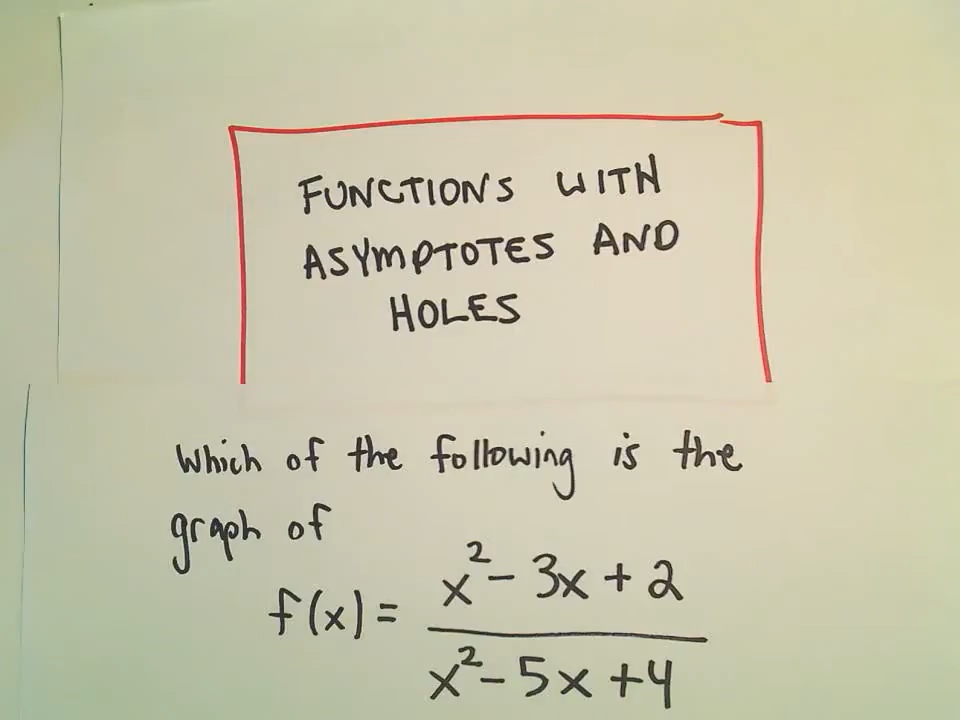 FUNCTIONS WITH
ASYMPTOTES AND
HOLES
Which of the following is the
graph of
f(x) = x² - 3x + 2
x² - 5x + 4